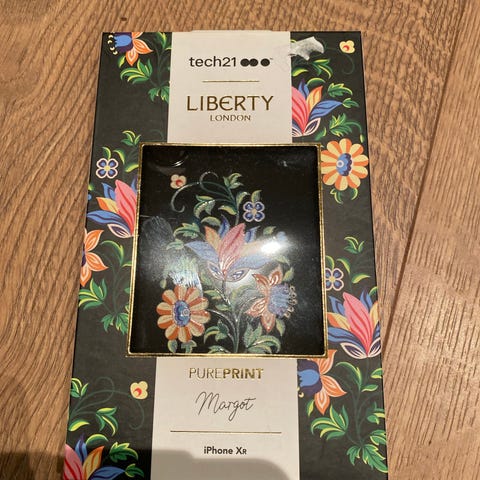 tech21
LIBERTY
LONDON
PUREPRINT
Margot
iPhone XR